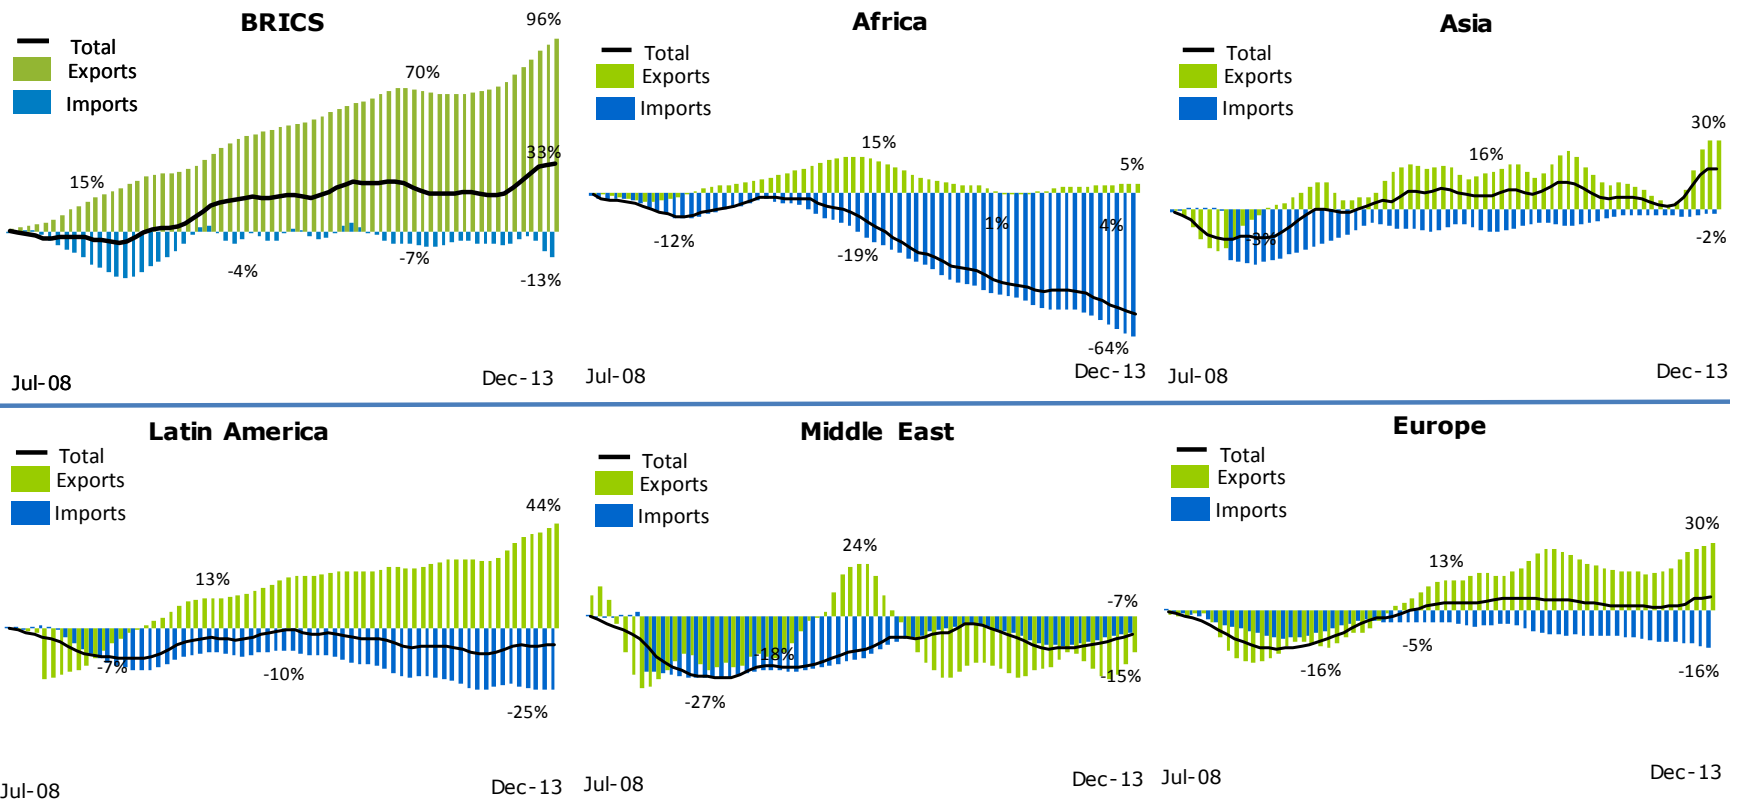 BRICS
96%
Total
Exports
Imports
70%
15%
33%
-4%
-7%
-13%
Jul-08
Dec-13
Africa
Total
Exports
Imports
15%
5%
-12%
-19%
1%
4%
-64%
Jul-08
Dec-13
Asia
Total
Exports
Imports
30%
16%
-3%
-2%
Jul-08
Dec-13
Latin America
Total
Exports
Imports
44%
13%
-7%
-10%
-25%
Jul-08
Dec-13
Middle East
Total
Exports
Imports
24%
-7%
-18%
-15%
-27%
Jul-08
Dec-13
Europe
Total
Exports
Imports
30%
13%
-5%
-16%
-16%
Jul-08
Dec-13